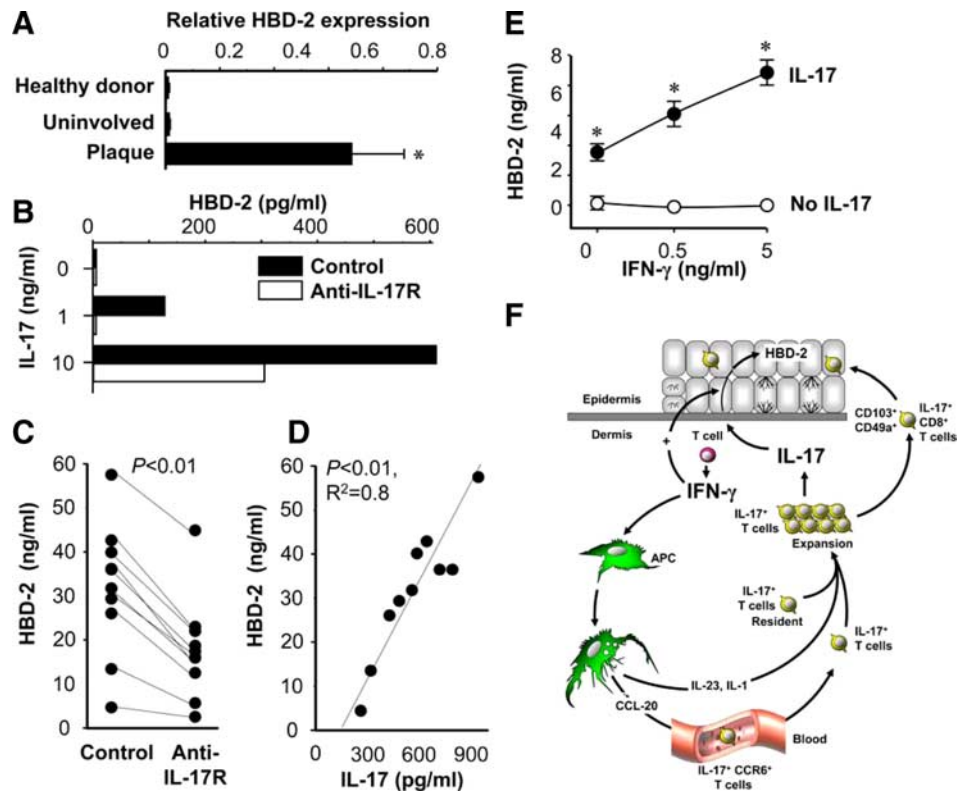 A
Relative HBD-2 expression
0 0.2 0.4 0.6 0.8
Healthy donor
Uninvolved
Plaque
*
B
HBD-2 (pg/ml)
0 200 400 600
IL-17 (ng/ml)
0
1
10
Control
Anti-IL-17R
C
P<0.01
HBD-2 (ng/ml)
60
50
40
30
20
10
0
Control
Anti-
IL-17R
D
P<0.01,
R²=0.8
HBD-2 (ng/ml)
60
50
40
30
20
10
0
0 300 600 900
IL-17 (pg/ml)
E
HBD-2 (ng/ml)
8
6
4
2
0
* * *
IL-17
No IL-17
0 0.5 5
IFN-γ (ng/ml)
F
HBD-2
Epidermis
Dermis
CD103⁺
CD49a⁺
IL-17⁺
CD8⁺
T cells
+
T cell
IFN-γ
IL-17
IL-17⁺
T cells
Expansion
APC
IL-17⁺
T cells
Resident
IL-17⁺
T cells
IL-23, IL-1
CCL-20
Blood
IL-17⁺ CCR6⁺
T cells